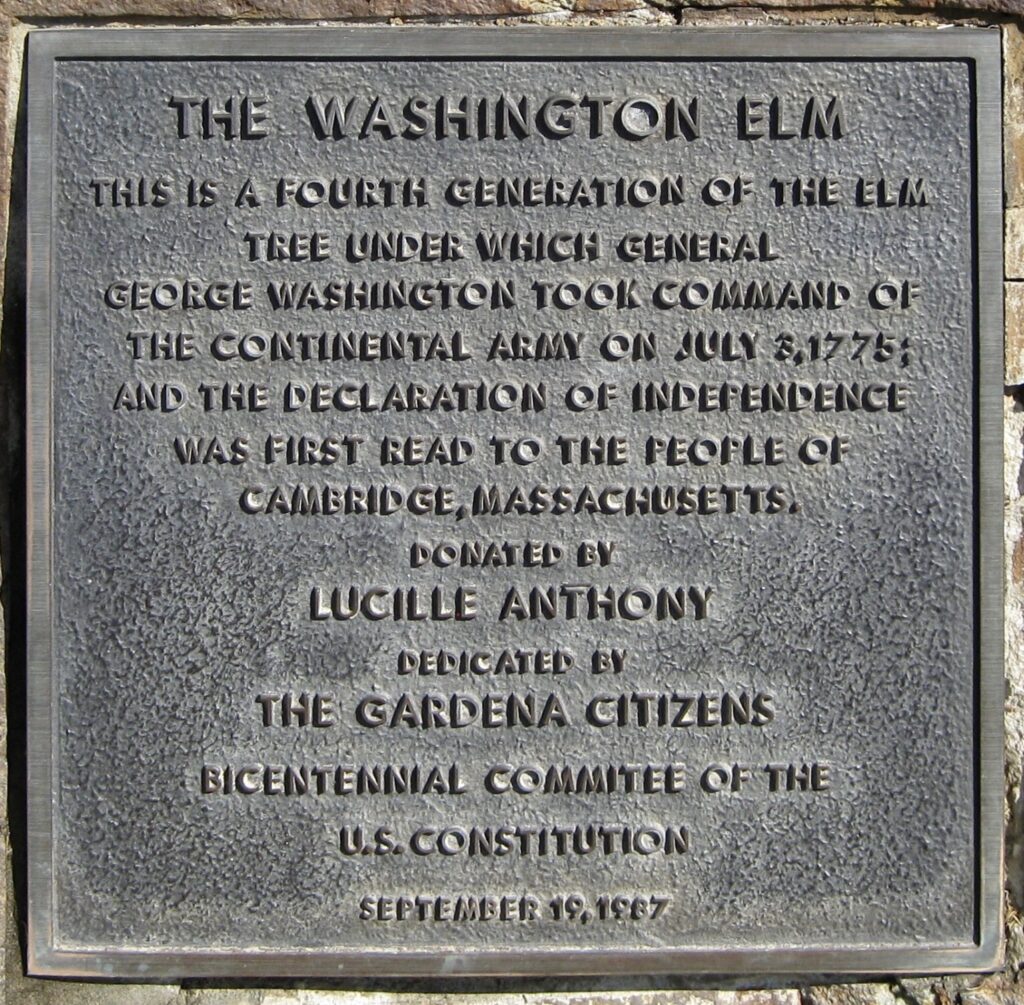 THE WASHINGTON ELM
THIS IS A FOURTH GENERATION OF THE ELM
TREE UNDER WHICH GENERAL
GEORGE WASHINGTON TOOK COMMAND OF
THE CONTINENTAL ARMY ON JULY 3,1775;
AND THE DECLARATION OF INDEPENDENCE
WAS FIRST READ TO THE PEOPLE OF
CAMBRIDGE, MASSACHUSETTS.
DONATED BY
LUCILLE ANTHONY
DEDICATED BY
THE GARDENA CITIZENS
BICENTENNIAL COMMITEE OF THE
U.S. CONSTITUTION
SEPTEMBER 19, 1987